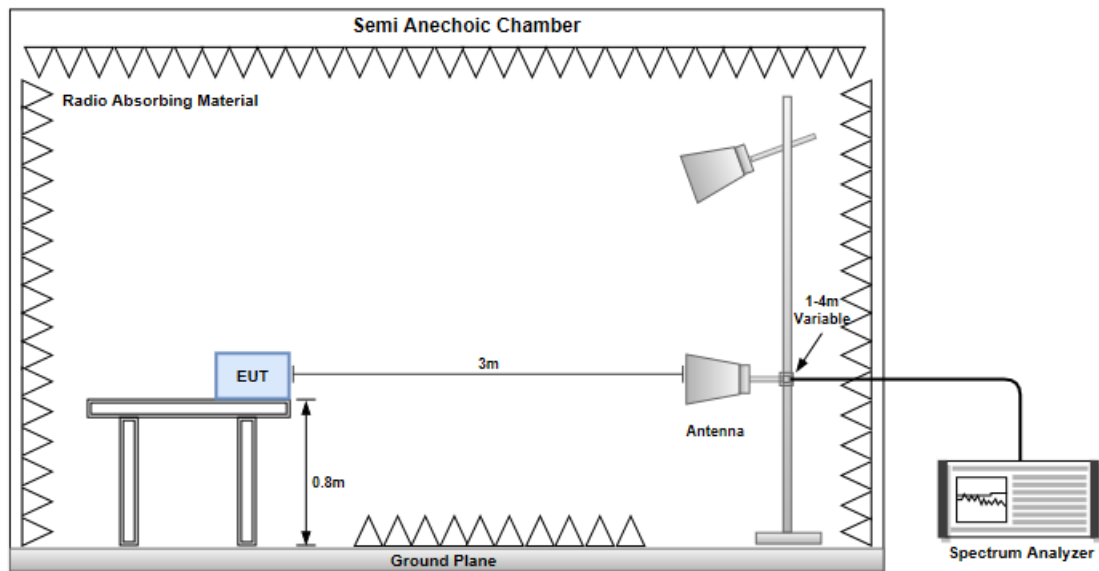 Semi Anechoic Chamber
Radio Absorbing Material
1-4m
Variable
3m
EUT
Antenna
0.8m
Ground Plane
Spectrum Analyzer